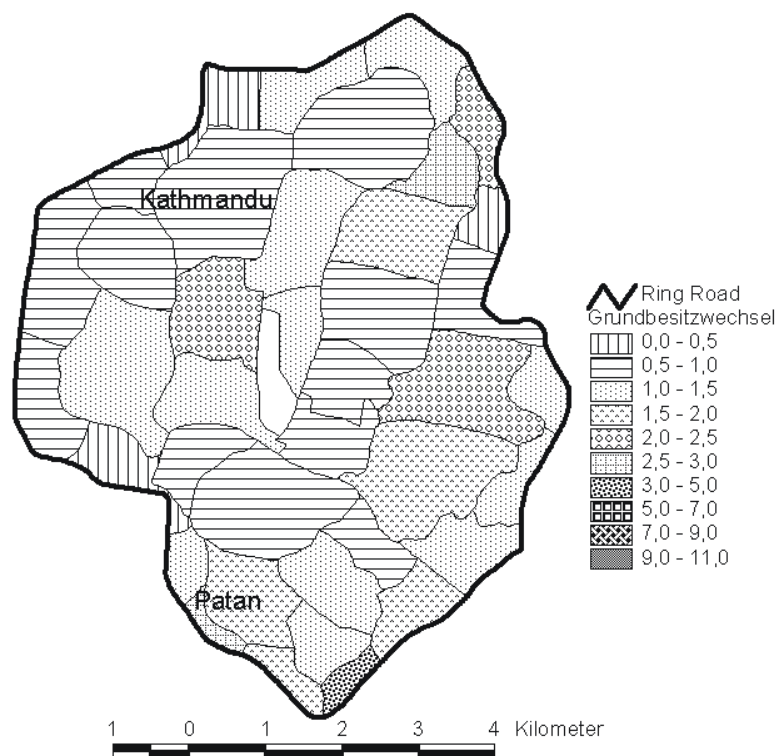 Kathmandu
Patan
Ring Road
Grundbesitzwechsel
0,0 - 0,5
0,5 - 1,0
1,0 - 1,5
1,5 - 2,0
2,0 - 2,5
2,5 - 3,0
3,0 - 5,0
5,0 - 7,0
7,0 - 9,0
9,0 - 11,0
1 0 1 2 3 4 Kilometer